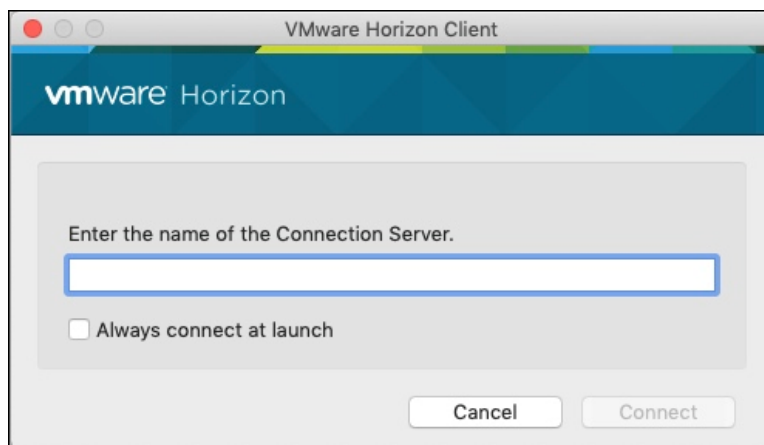 VMware Horizon Client
vmware Horizon
Enter the name of the Connection Server.
Always connect at launch
Cancel
Connect